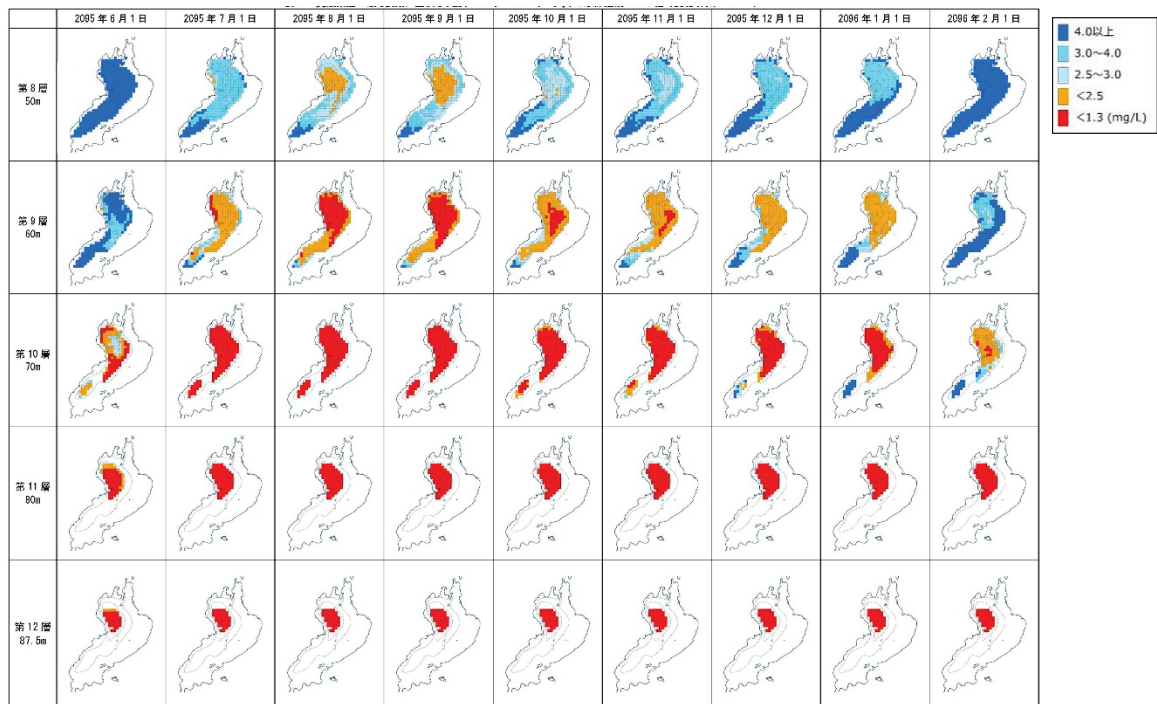 2095年6月1日
2095年7月1日
2095年8月1日
2095年9月1日
2095年10月1日
2095年11月1日
2095年12月1日
2096年1月1日
2096年2月1日
4.0以上
3.0～4.0
2.5～3.0
<2.5
<1.3 (mg/L)
第8層
50m
第9層
60m
第10層
70m
第11層
80m
第12層
87.5m